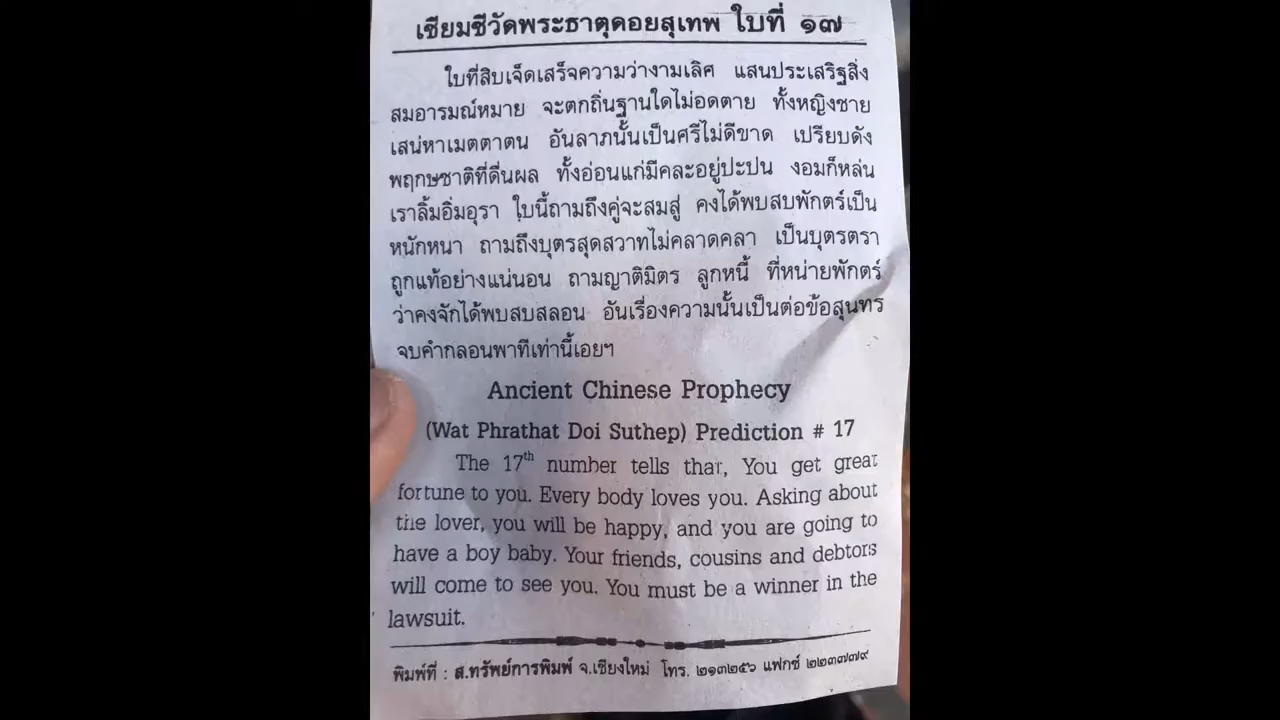 เซียมซีวัดพระธาตุดอยสุเทพ ใบที่ ๑๗
ใบที่สิบเจ็ดเสร็จความว่างามเลิศ แสนประเสริฐสิ่ง
สมอารมณ์หมาย จะตกถิ่นฐานใดไม่อดตาย ทั้งหญิงชาย
เสน่หาเมตตาตน อันลาภนั้นเป็นศรีไม่ดีขาด เปรียบดัง
พฤกษชาติที่ดื่นผล ทั้งอ่อนแก่มีคละอยู่ปะปน งอมก็หล่น
เราลิ้มอิ่มอุรา ใบนี้ถามถึงคู่จะสมสู่ คงได้พบสบพักตร์เป็น
หนักหนา ถามถึงบุตรสุดสวาทไม่คลาดคลา เป็นบุตรตรา
ถูกแท้อย่างแน่นอน ถามญาติมิตร ลูกหนี้ ที่หน่ายพักตร์
ว่าคงจักได้พบสบสลอน อันเรื่องความนั้นเป็นต่อข้อสุนทร
จบคำกลอนพาทีเท่านี้เอยฯ
Ancient Chinese Prophecy
(Wat Phrathat Doi Suthep) Prediction # 17
The 17th number tells that, You get great
fortune to you. Every body loves you. Asking about
the lover, you will be happy, and you are going to
have a boy baby. Your friends, cousins and debtors
will come to see you. You must be a winner in the
lawsuit.
พิมพ์ที่ : ส.ทรัพย์การพิมพ์ จ.เชียงใหม่ โทร. ๒๑๓๒๕๖ แฟกซ์ ๒๒๓๗๗๙